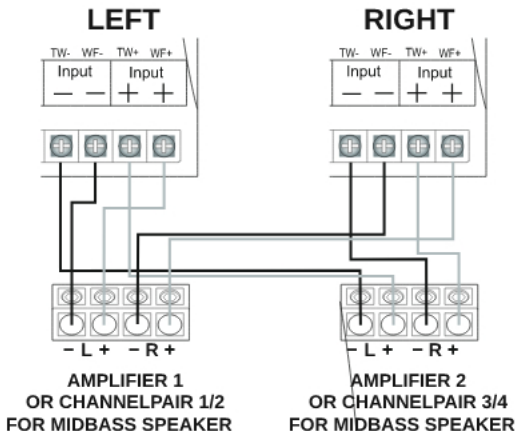 LEFT RIGHT
TW- WF- TW+ WF+ TW- WF- TW+ WF+
Input Input Input Input
− − + + − − + +
− L + − R + − L + − R +
AMPLIFIER 1 AMPLIFIER 2
OR CHANNELPAIR 1/2 OR CHANNELPAIR 3/4
FOR MIDBASS SPEAKER FOR MIDBASS SPEAKER